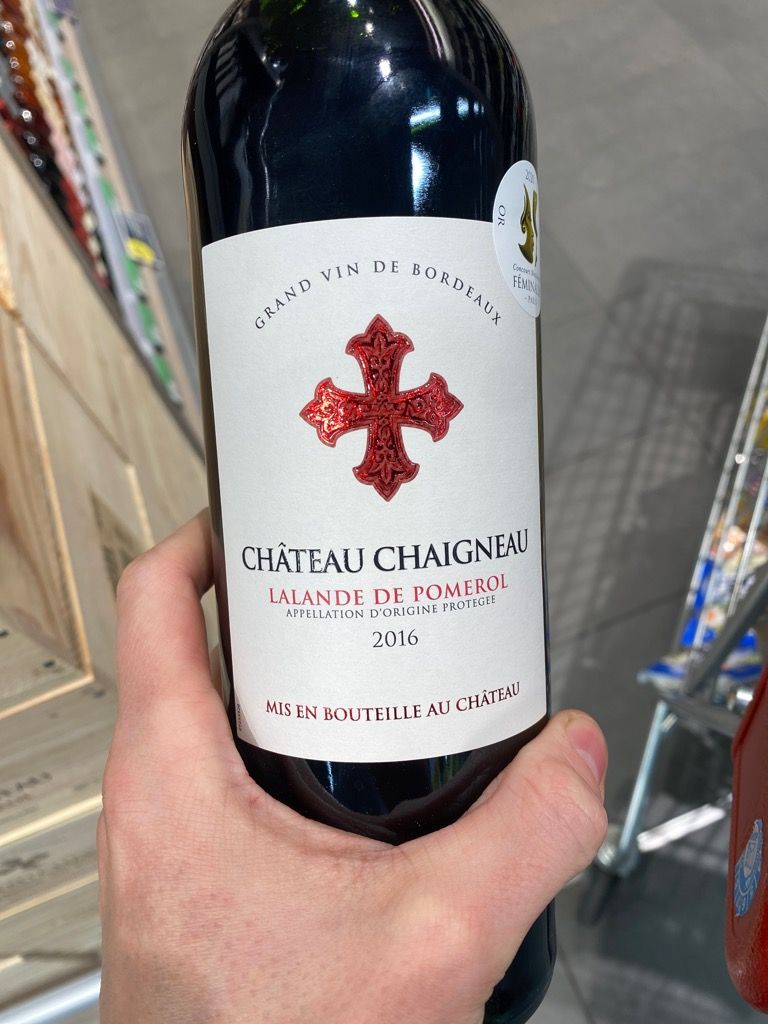 GRAND VIN DE BORDEAUX
CHÂTEAU CHAIGNEAU
LALANDE DE POMEROL
APPELLATION D'ORIGINE PROTEGEE
2016
MIS EN BOUTEILLE AU CHÂTEAU
OR
Concours